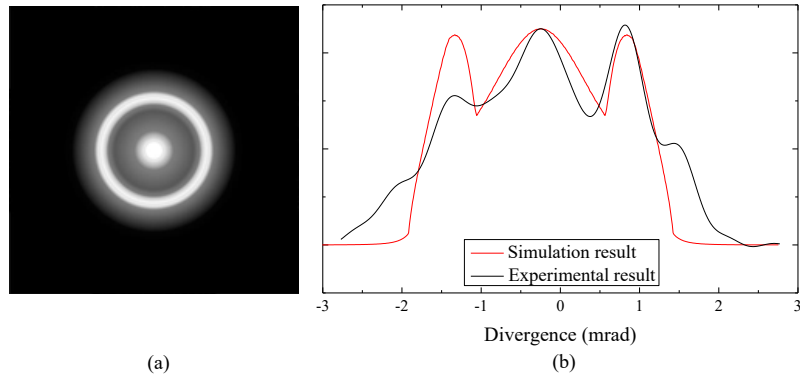 Simulation result
Experimental result
-3 -2 -1 0 1 2 3
Divergence (mrad)
(a) (b)